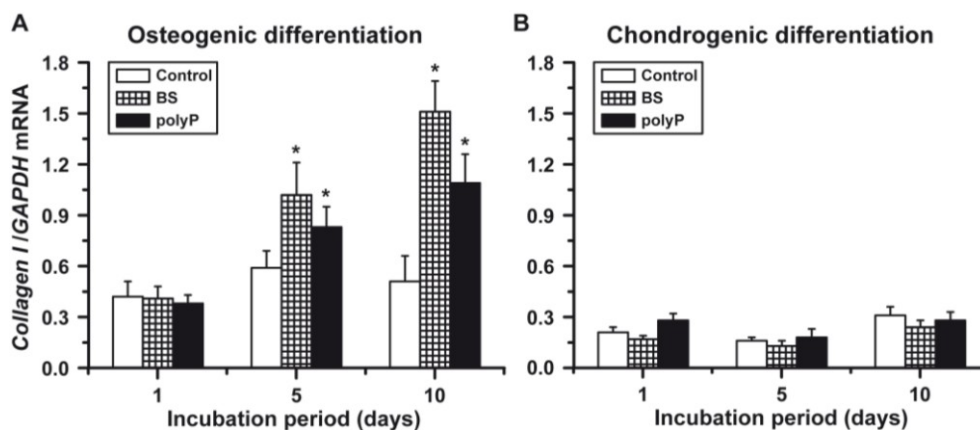 A
Osteogenic differentiation
Collagen I /GAPDH mRNA
1.8
1.5
1.2
0.9
0.6
0.3
0.0
Control
BS
polyP
*
*
*
*
1
5
10
Incubation period (days)
B
Chondrogenic differentiation
1.8
1.5
1.2
0.9
0.6
0.3
0.0
Control
BS
polyP
1
5
10
Incubation period (days)